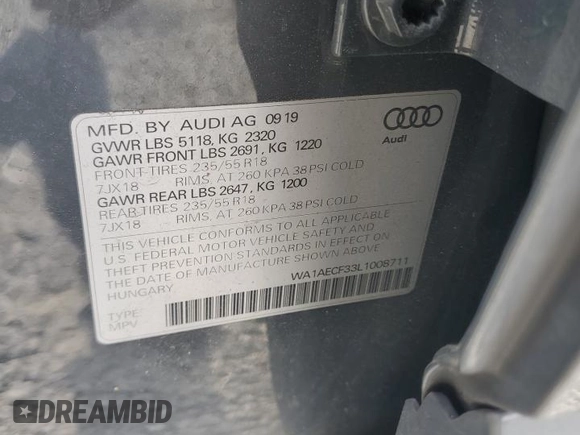 MFD. BY AUDI AG 09 19
GVWR LBS 5118, KG 2320
GAWR FRONT LBS 2691, KG 1220
FRONT-TIRES 235/55 R18
7JX18 RIMS, AT 260 KPA 38 PSI COLD
GAWR REAR LBS 2647, KG 1200
REAR-TIRES 235/55 R18
7JX18 RIMS, AT 260 KPA 38 PSI COLD
THIS VEHICLE CONFORMS TO ALL APPLICABLE
U.S. FEDERAL MOTOR VEHICLE SAFETY AND
THEFT PREVENTION STANDARDS IN EFFECT ON
THE DATE OF MANUFACTURE SHOWN ABOVE
HUNGARY
WA1AECF33L1008711
TYPE:
MPV
Audi
DREAMBID